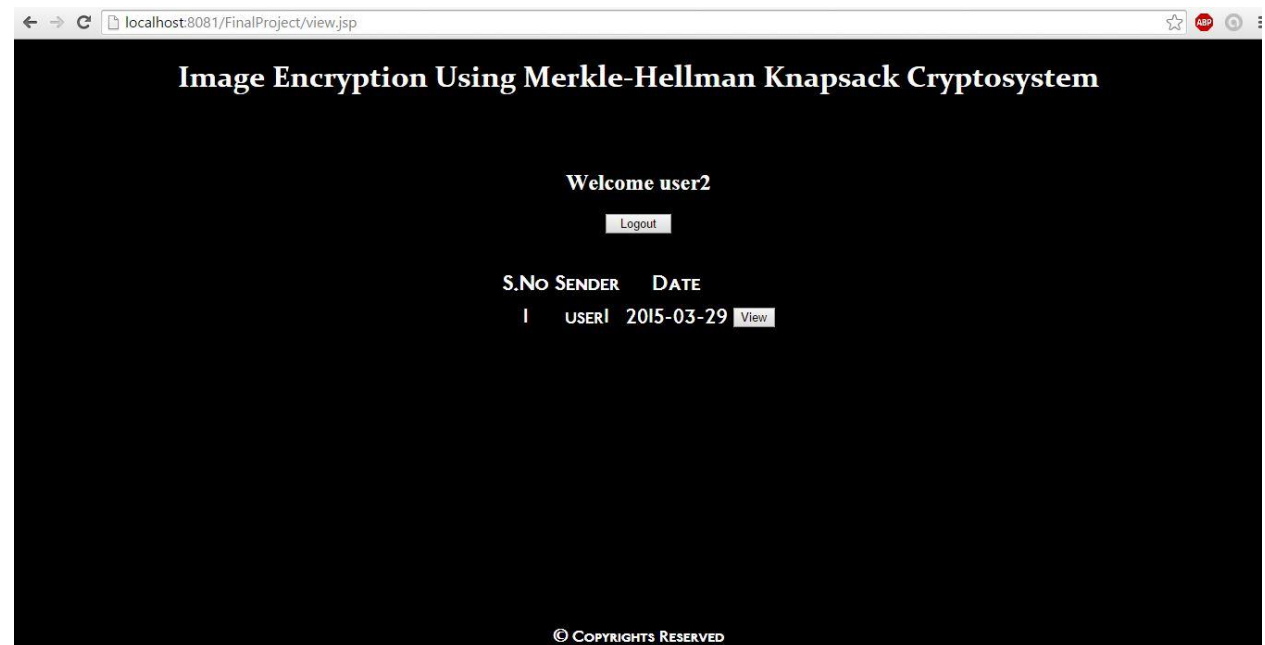 localhost:8081/FinalProject/view.jsp
ABP
Image Encryption Using Merkle-Hellman Knapsack Cryptosystem
Welcome user2
Logout
S.No Sender Date
1 user1 2015-03-29 View
© Copyrights Reserved